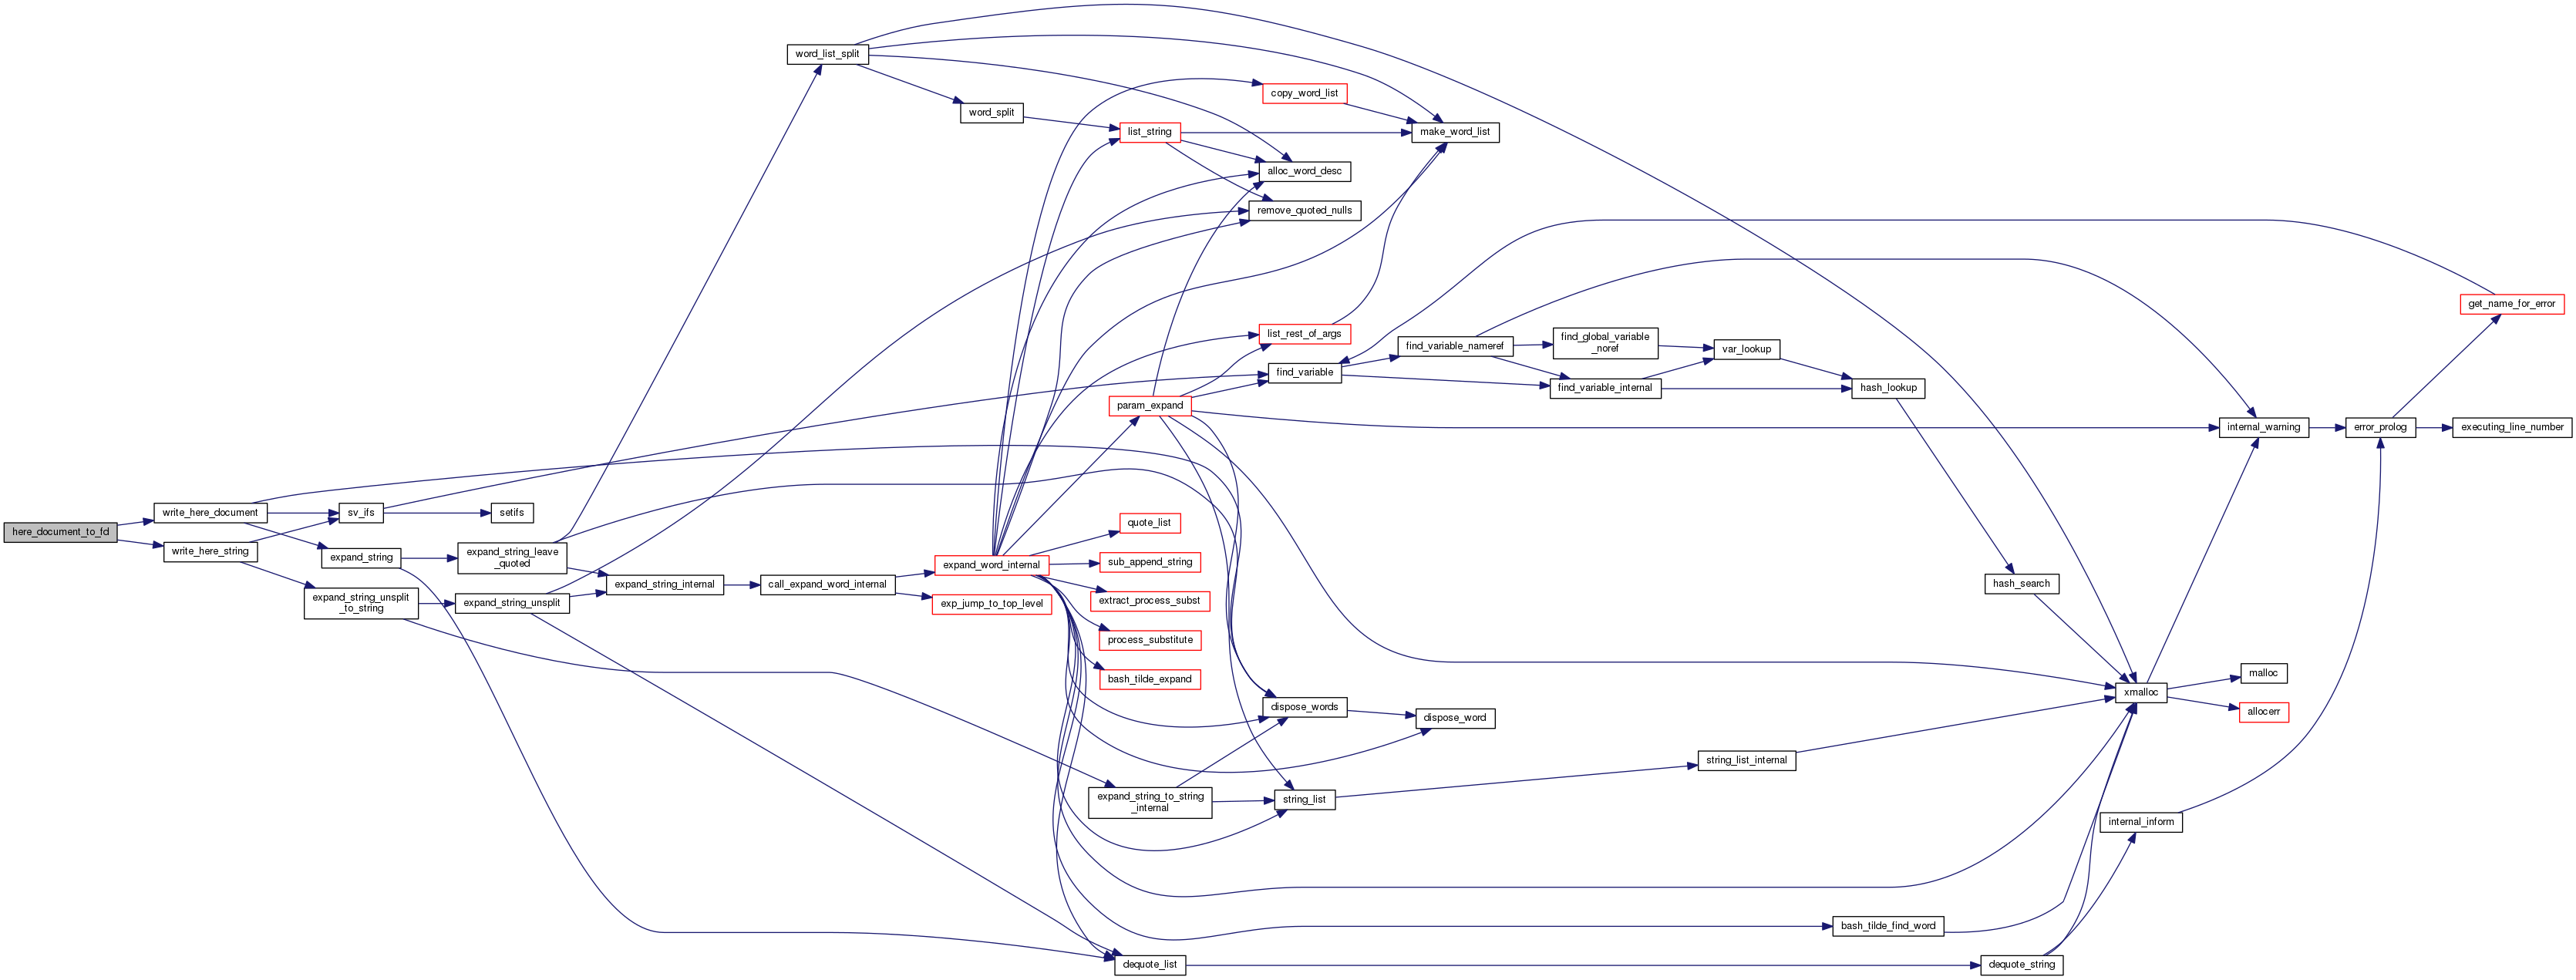 here_document_to_fd
write_here_document
write_here_string
sv_ifs
setifs
expand_string
expand_string_unsplit
_to_string
expand_string_leave
_quoted
expand_string_unsplit
expand_string_internal
call_expand_word_internal
word_list_split
word_split
expand_word_internal
exp_jump_to_top_level
list_string
param_expand
quote_list
sub_append_string
extract_process_subst
process_substitute
bash_tilde_expand
expand_string_to_string
_internal
dequote_list
copy_word_list
alloc_word_desc
remove_quoted_nulls
list_rest_of_args
find_variable
dispose_words
string_list
make_word_list
find_variable_nameref
dispose_word
find_global_variable
_noref
find_variable_internal
string_list_internal
var_lookup
bash_tilde_find_word
hash_lookup
hash_search
dequote_string
xmalloc
internal_inform
internal_warning
malloc
allocerr
error_prolog
get_name_for_error
executing_line_number